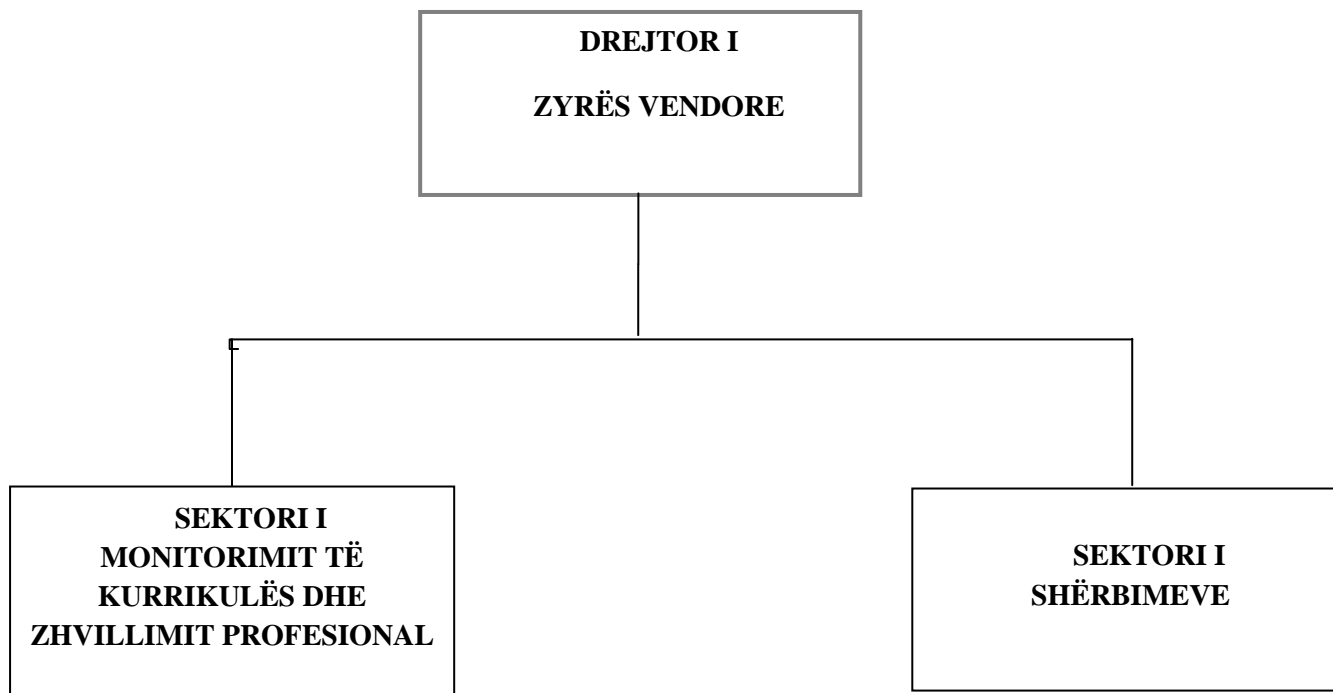 DREJTOR I
ZYRËS VENDORE
SEKTORI I
MONITORIMIT TË
KURRIKULËS DHE
ZHVILLIMIT PROFESIONAL
SEKTORI I
SHËRBIMEVE